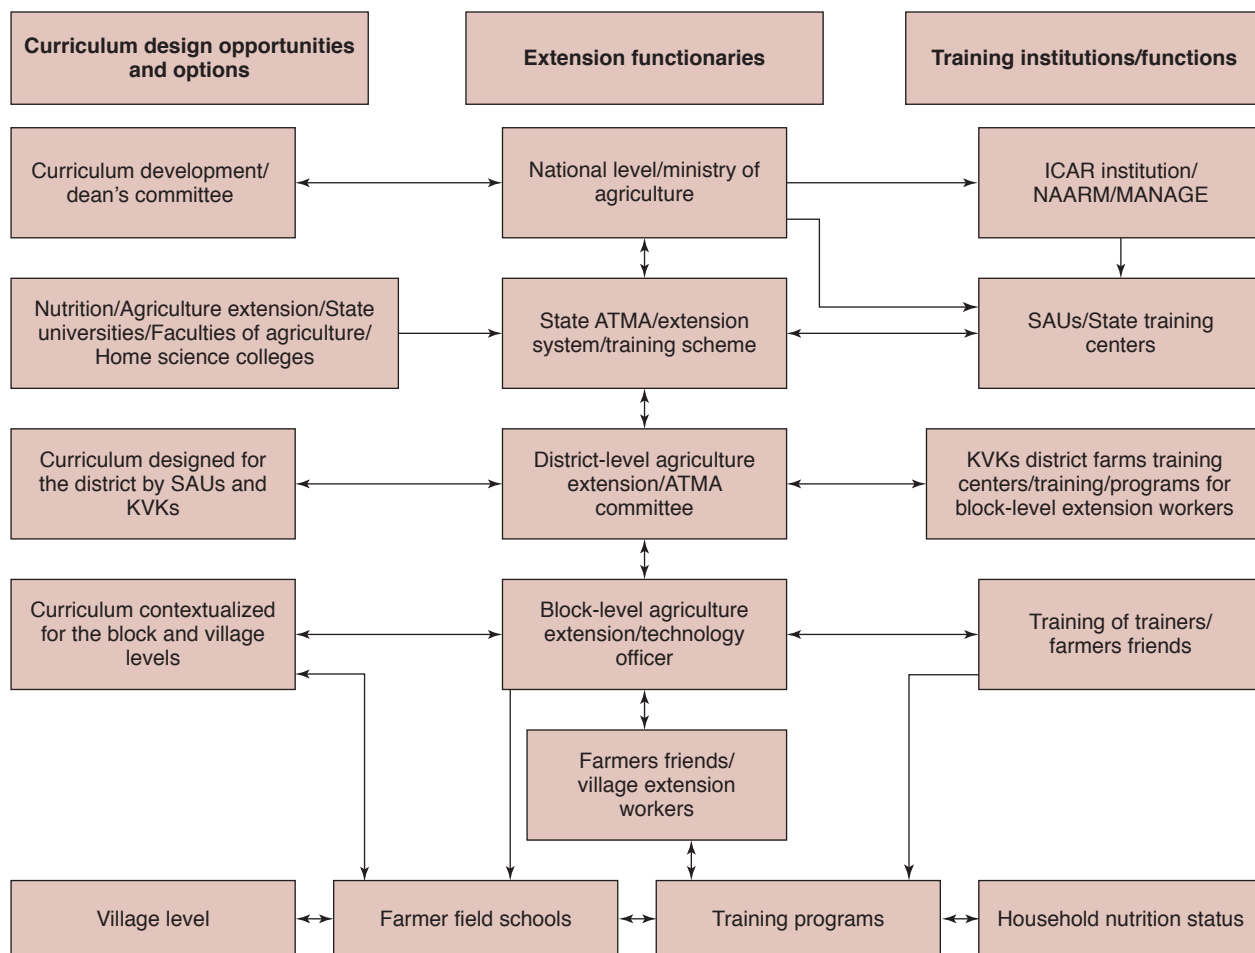 Curriculum design opportunities
and options
Extension functionaries
Training institutions/functions
Curriculum development/
dean's committee
National level/ministry of
agriculture
ICAR institution/
NAARM/MANAGE
Nutrition/Agriculture extension/State
universities/Faculties of agriculture/
Home science colleges
State ATMA/extension
system/training scheme
SAUs/State training
centers
Curriculum designed for
the district by SAUs and
KVKs
District-level agriculture
extension/ATMA
committee
KVKs district farms training
centers/training/programs for
block-level extension workers
Curriculum contextualized
for the block and village
levels
Block-level agriculture
extension/technology
officer
Training of trainers/
farmers friends
Farmers friends/
village extension
workers
Village level
Farmer field schools
Training programs
Household nutrition status